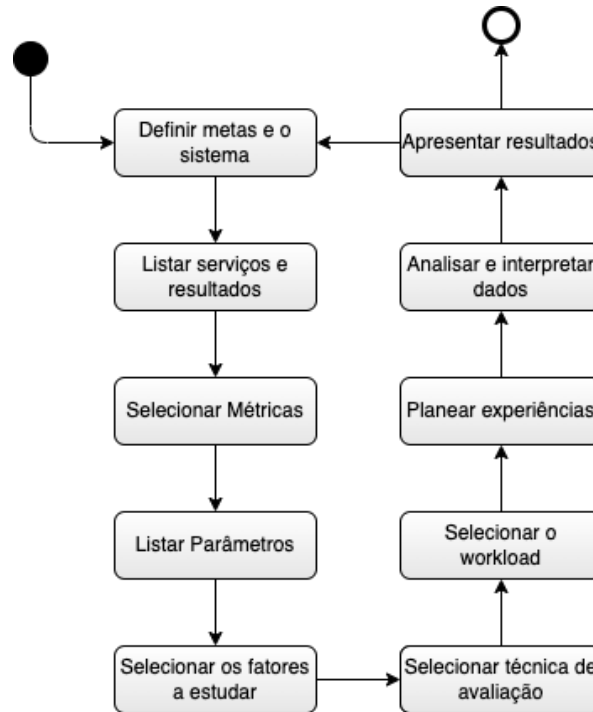 Definir metas e o
sistema
Listar serviços e
resultados
Selecionar Métricas
Listar Parâmetros
Selecionar os fatores
a estudar
Selecionar técnica de
avaliação
Selecionar o
workload
Planear experiências
Analisar e interpretar
dados
Apresentar resultados